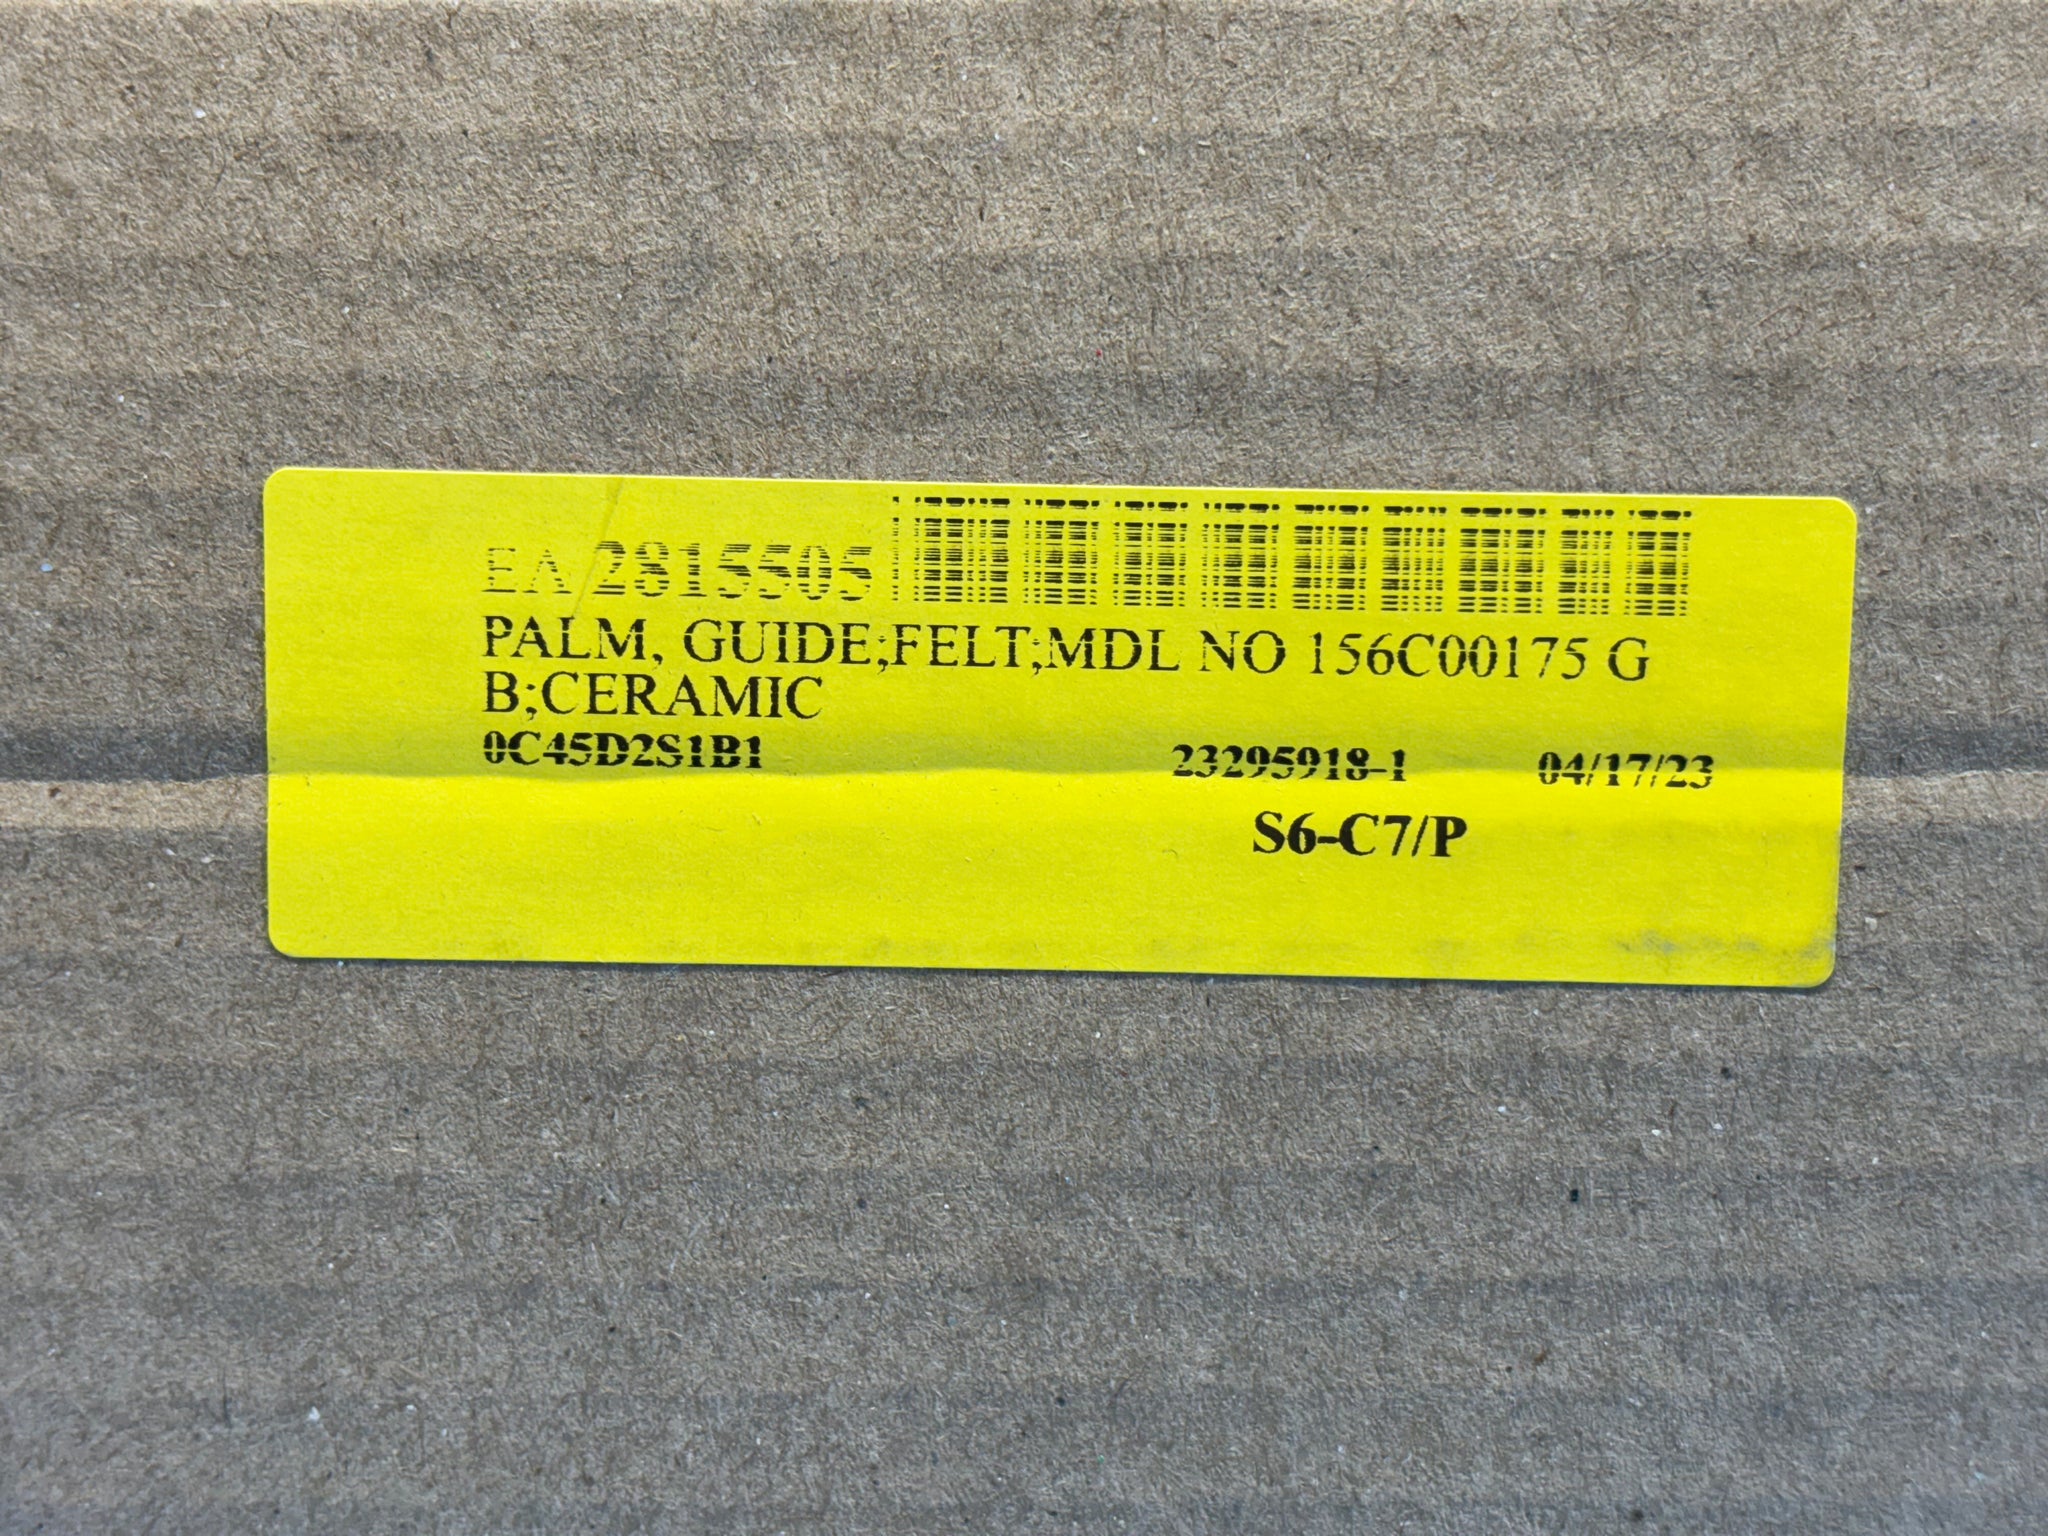 EA 2815505
PALM, GUIDE;FELT;MDL NO 156C00175 G
B;CERAMIC
0C45D2S1B1 23295918-1 04/17/23
S6-C7/P